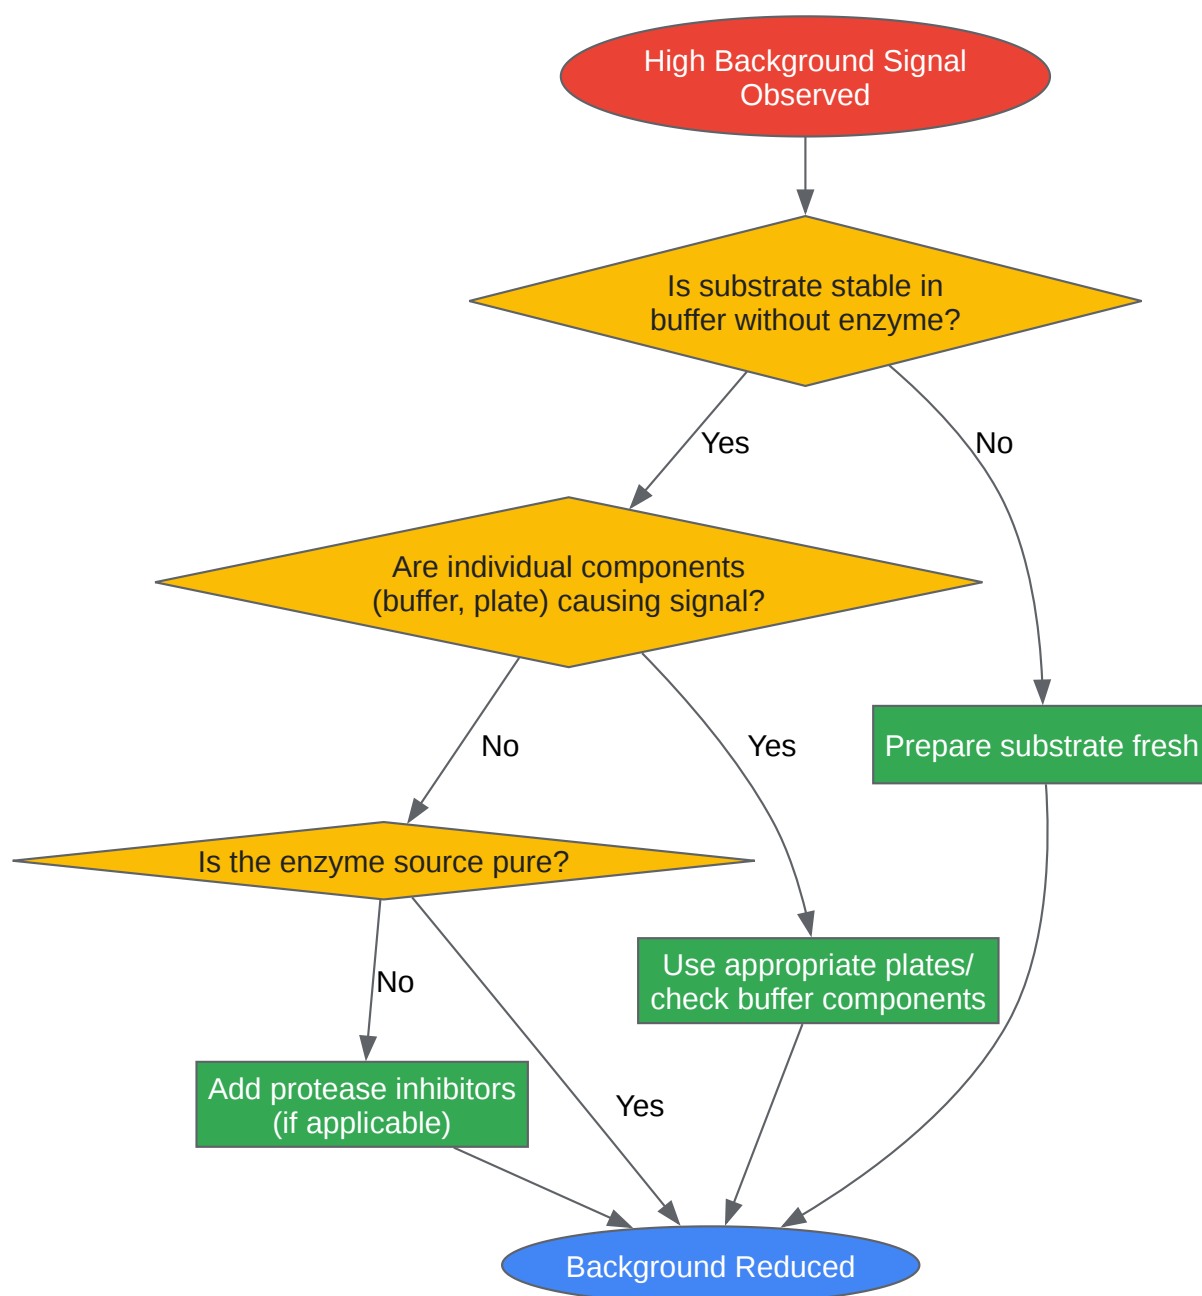 High Background Signal
Observed
Is substrate stable in
buffer without enzyme?
Yes
No
Are individual components
(buffer, plate) causing signal?
No
Yes
Prepare substrate fresh
Is the enzyme source pure?
No
Use appropriate plates/
check buffer components
Add protease inhibitors
(if applicable)
Yes
Background Reduced